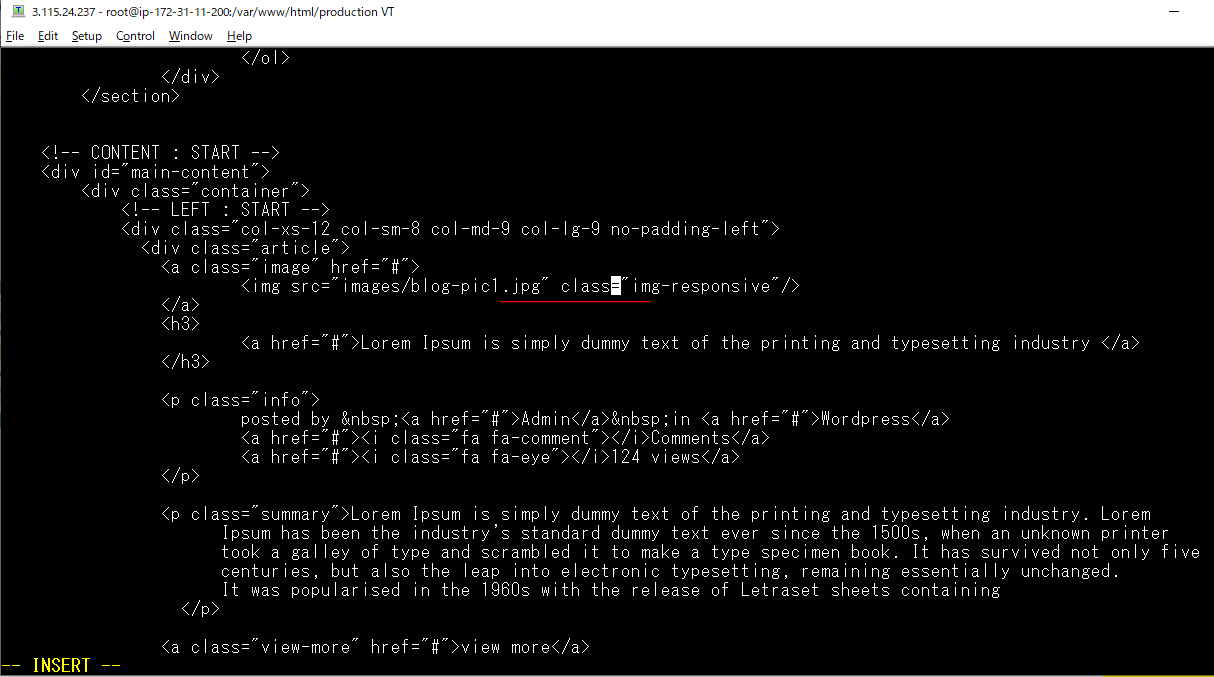 3.115.24.237 - root@ip-172-31-11-200:/var/www/html/production VT
File Edit Setup Control Window Help
</ol>
</div>
</section>
<!-- CONTENT : START -->
<div id="main-content">
<div class="container">
<!-- LEFT : START -->
<div class="col-xs-12 col-sm-8 col-md-9 col-lg-9 no-padding-left">
<div class="article">
<a class="image" href="#">
<img src="images/blog-pic1.jpg" class="img-responsive"/>
</a>
<h3>
<a href="#">Lorem Ipsum is simply dummy text of the printing and typesetting industry </a>
</h3>
<p class="info">
posted by &nbsp;<a href="#">Admin</a>&nbsp;in <a href="#">Wordpress</a>
<a href="#"><i class="fa fa-comment"></i>Comments</a>
<a href="#"><i class="fa fa-eye"></i>124 views</a>
</p>
<p class="summary">Lorem Ipsum is simply dummy text of the printing and typesetting industry. Lorem
Ipsum has been the industry's standard dummy text ever since the 1500s, when an unknown printer
took a galley of type and scrambled it to make a type specimen book. It has survived not only five
centuries, but also the leap into electronic typesetting, remaining essentially unchanged.
It was popularised in the 1960s with the release of Letraset sheets containing
</p>
<a class="view-more" href="#">view more</a>
-- INSERT --